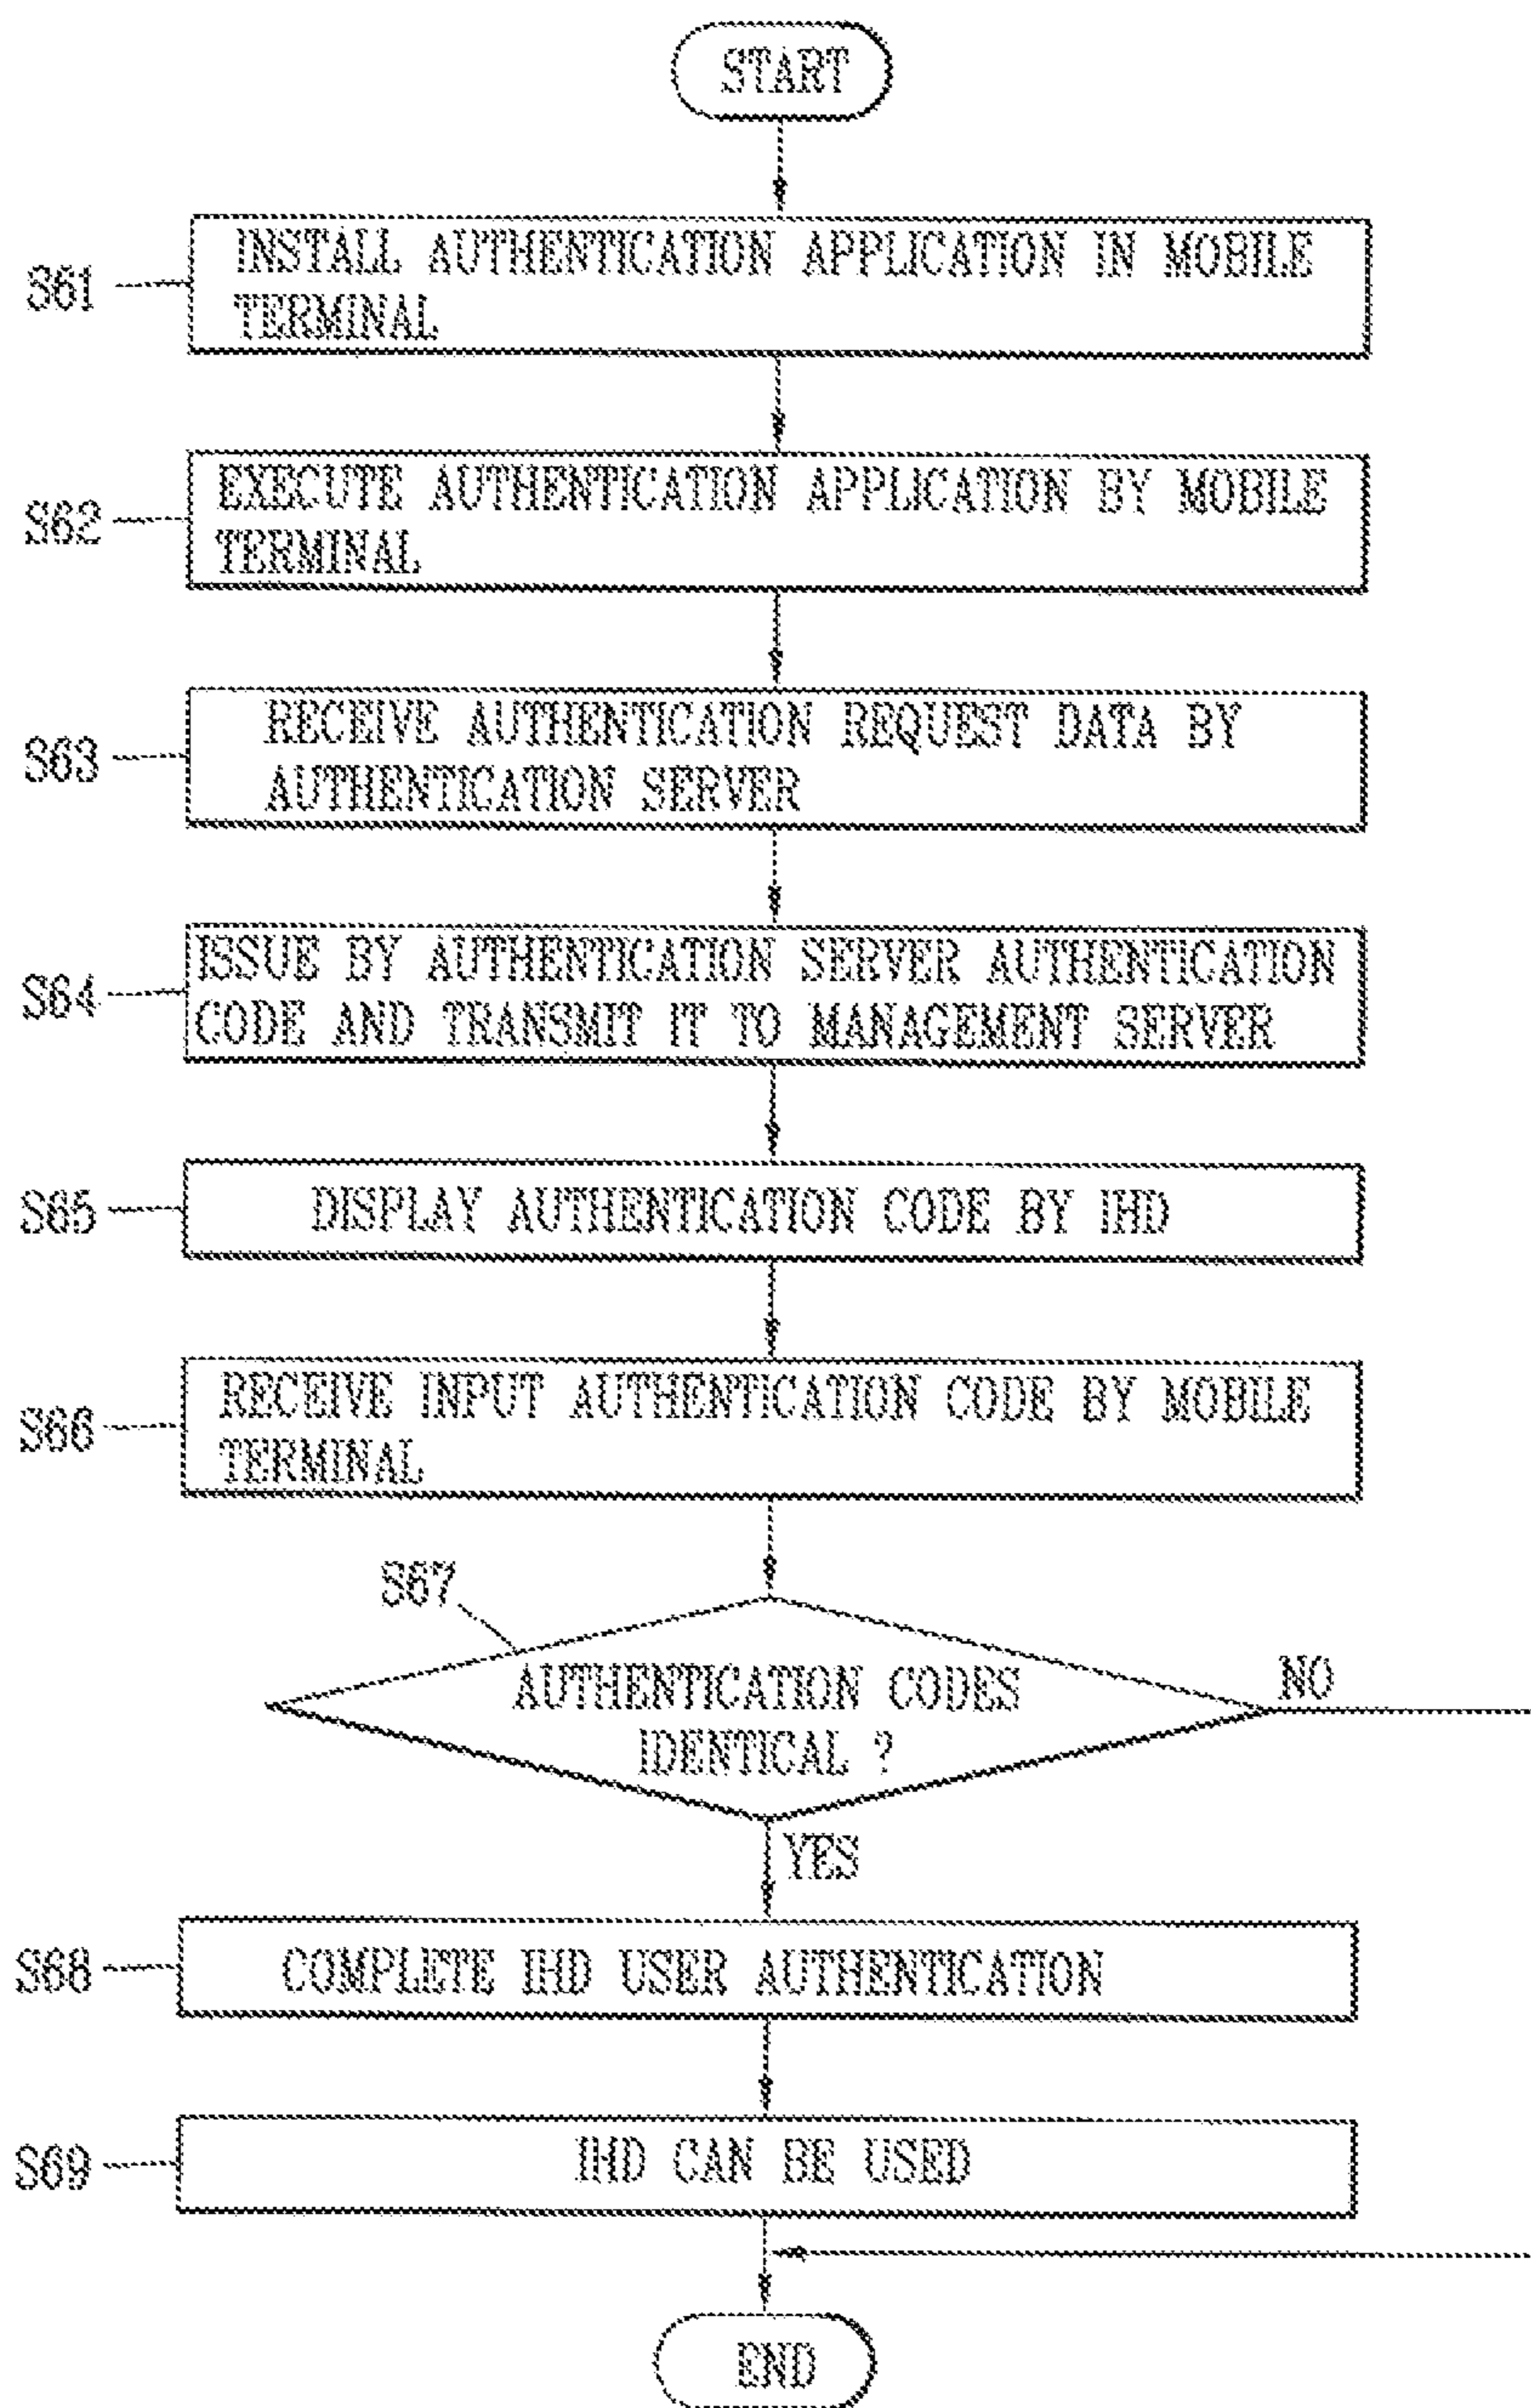 START
S61
INSTALL AUTHENTICATION APPLICATION IN MOBILE
TERMINAL
S62
EXECUTE AUTHENTICATION APPLICATION BY MOBILE
TERMINAL
S63
RECEIVE AUTHENTICATION REQUEST DATA BY
AUTHENTICATION SERVER
S64
ISSUE BY AUTHENTICATION SERVER AUTHENTICATION
CODE AND TRANSMIT IT TO MANAGEMENT SERVER
S65
DISPLAY AUTHENTICATION CODE BY IHD
S66
RECEIVE INPUT AUTHENTICATION CODE BY MOBILE
TERMINAL
S67
AUTHENTICATION CODES
IDENTICAL ?
NO
YES
S68
COMPLETE IHD USER AUTHENTICATION
S69
IHD CAN BE USED
END